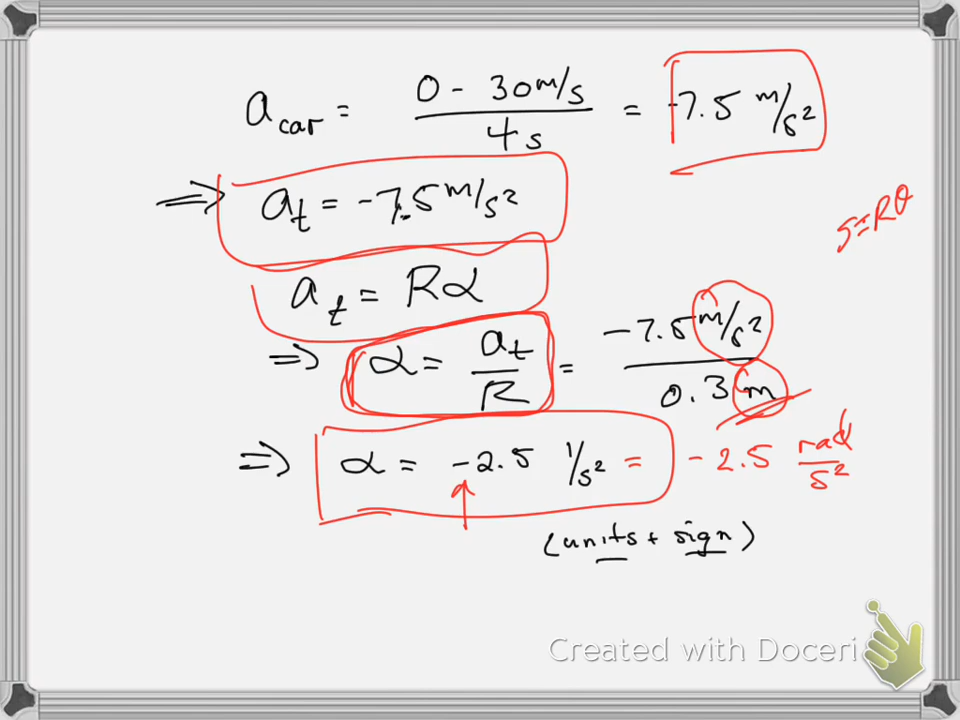 a_car = (0 - 30 m/s) / (4 s) = -7.5 m/s²
⇒ a_t = -7.5 m/s²
s = Rθ
a_t = Rα
⇒ α = a_t / R = (-7.5 m/s²) / (0.3 m)
⇒ α = -2.5 1/s² = -2.5 rad/s²
(units + sign)
Created with Doceri